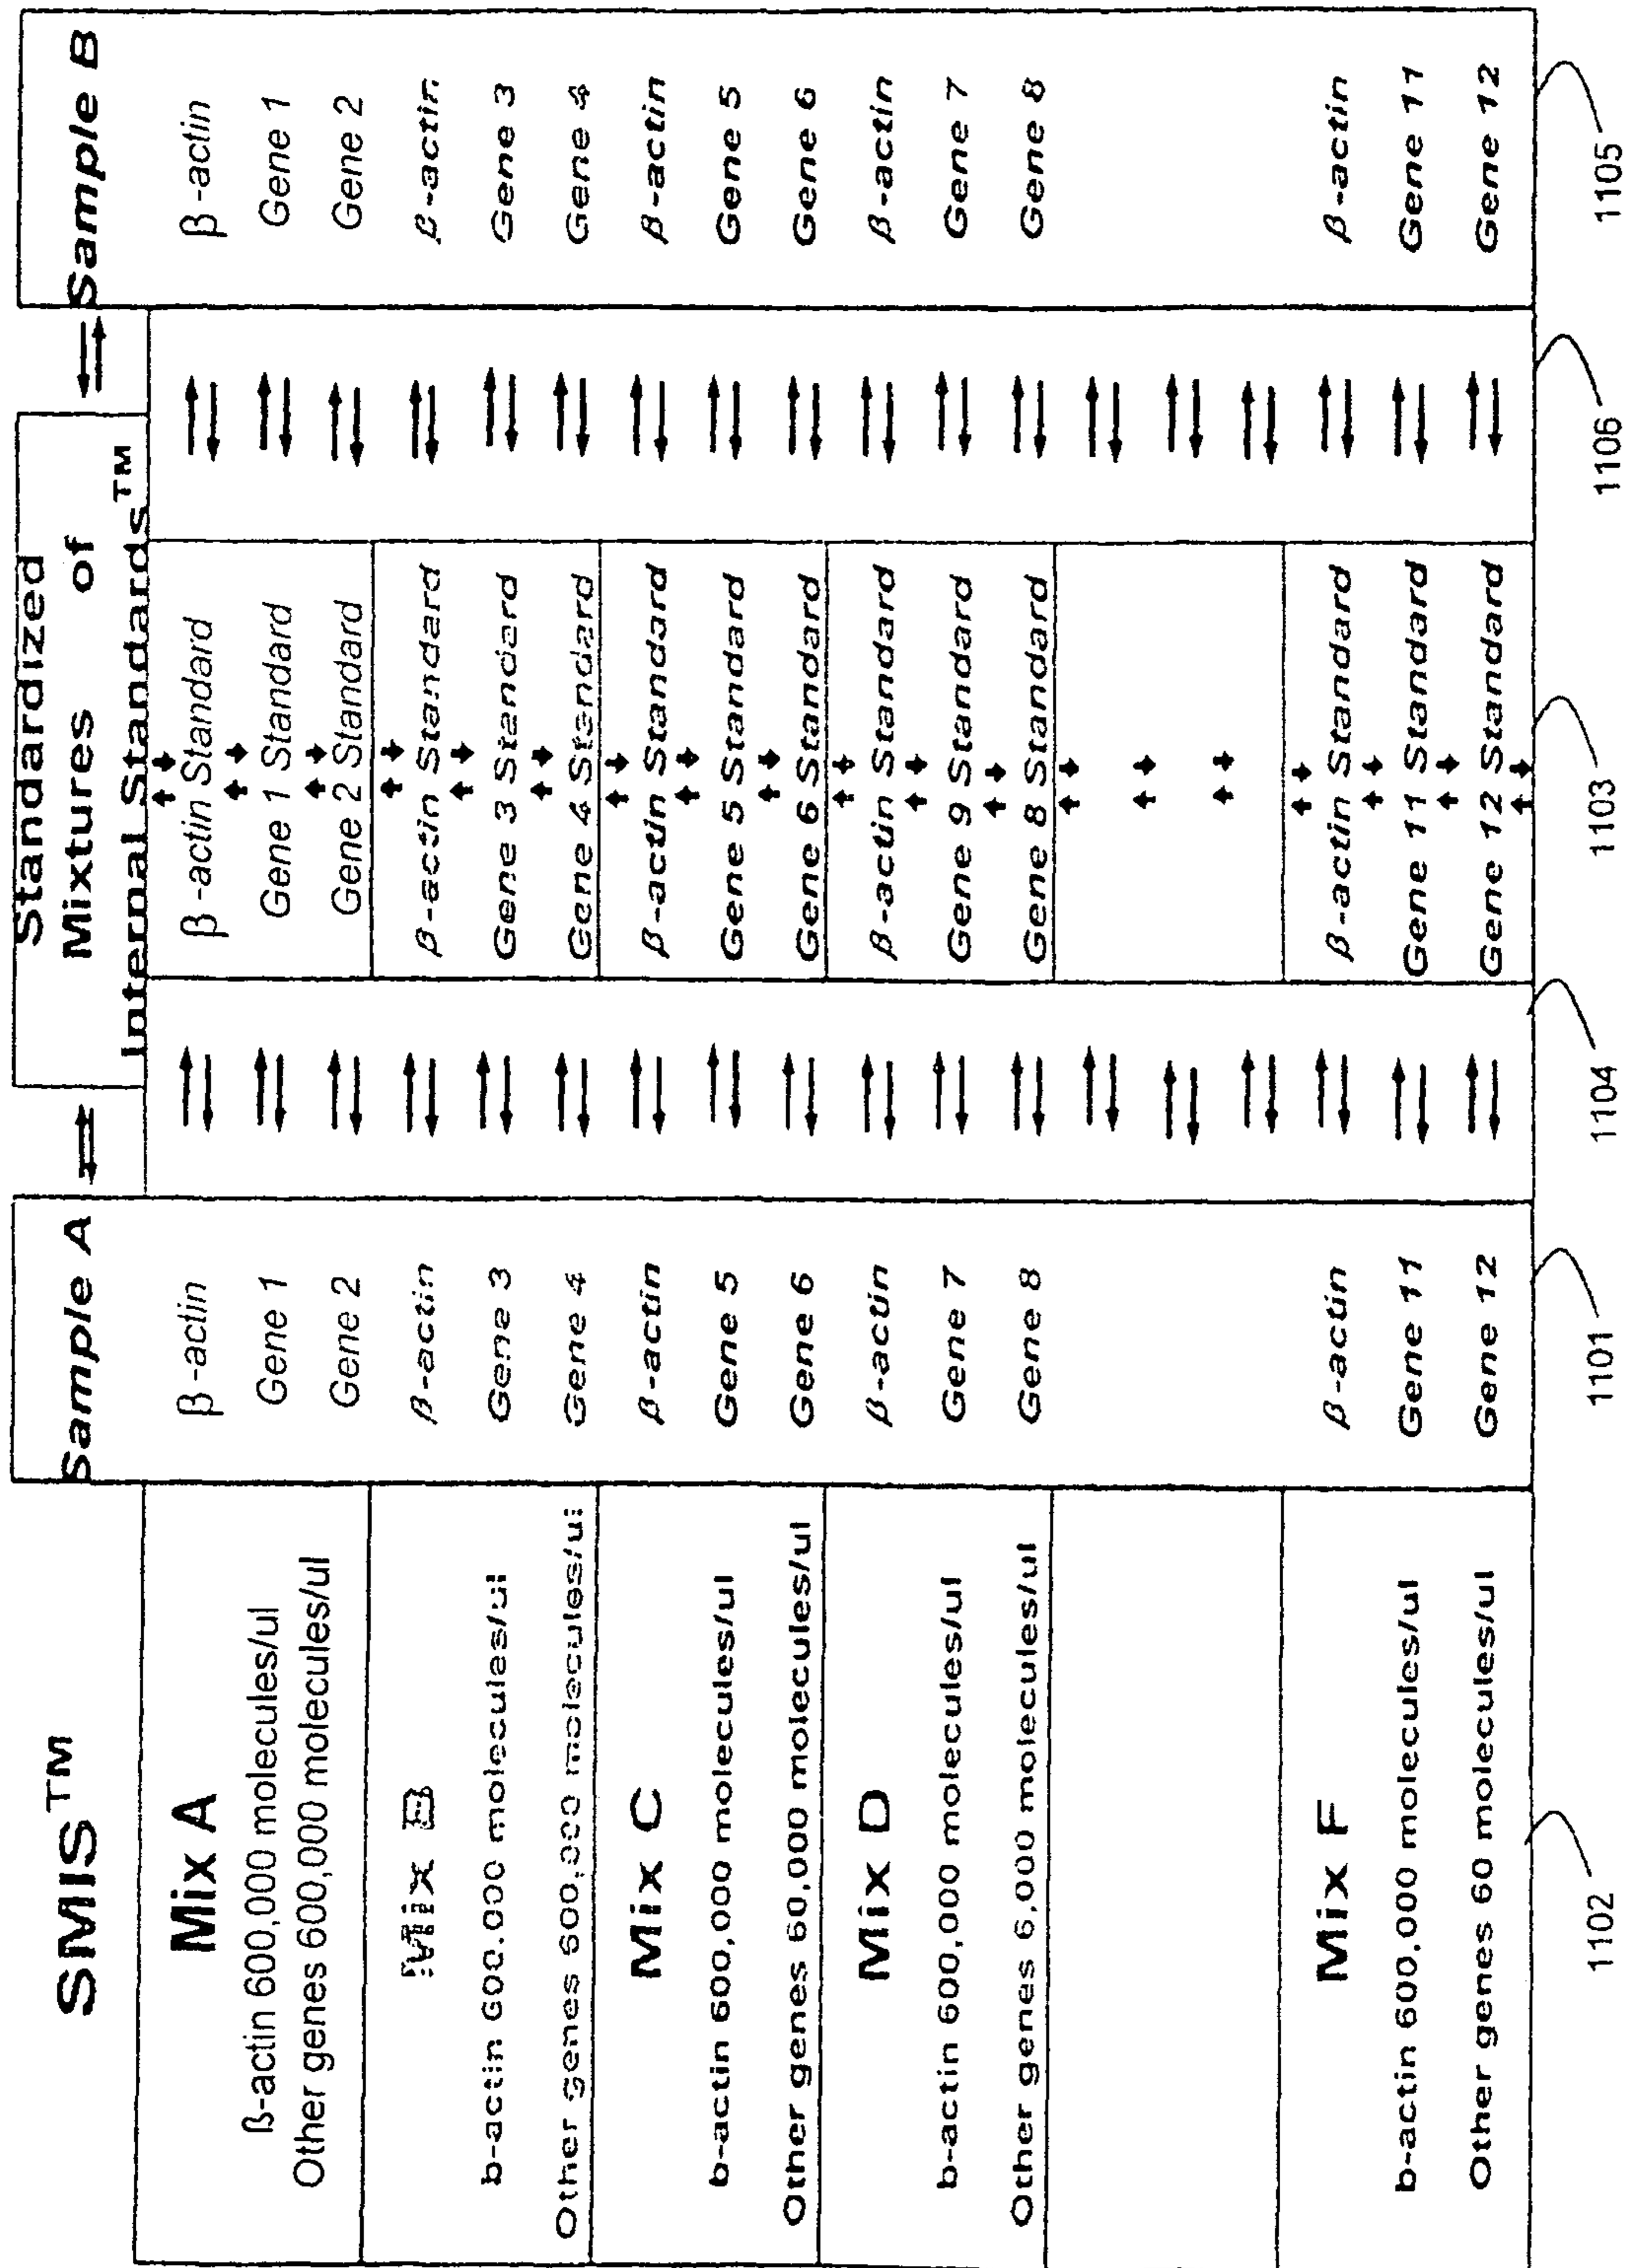 SMIS™
Mix A
ß-actin 600,000 molecules/ul
Other genes 600,000 molecules/ul
Mix B
b-actin 600,000 molecules/ul
Other genes 600,000 molecules/ul
Mix C
b-actin 600,000 molecules/ul
Other genes 60,000 molecules/ul
Mix D
b-actin 600,000 molecules/ul
Other genes 6,000 molecules/ul
Mix F
b-actin 600,000 molecules/ul
Other genes 60 molecules/ul
1102
Sample A
β-actin
Gene 1
Gene 2
β-actin
Gene 3
Gene 4
β-actin
Gene 5
Gene 6
β-actin
Gene 7
Gene 8
β-actin
Gene 11
Gene 12
1101
1104
Standardized
Mixtures of
Internal Standards™
β-actin Standard
Gene 1 Standard
Gene 2 Standard
β-actin Standard
Gene 3 Standard
Gene 4 Standard
β-actin Standard
Gene 5 Standard
Gene 6 Standard
β-actin Standard
Gene 9 Standard
Gene 8 Standard
β-actin Standard
Gene 11 Standard
Gene 12 Standard
1103
1106
Sample B
β-actin
Gene 1
Gene 2
β-actin
Gene 3
Gene 4
β-actin
Gene 5
Gene 6
β-actin
Gene 7
Gene 8
β-actin
Gene 11
Gene 12
1105